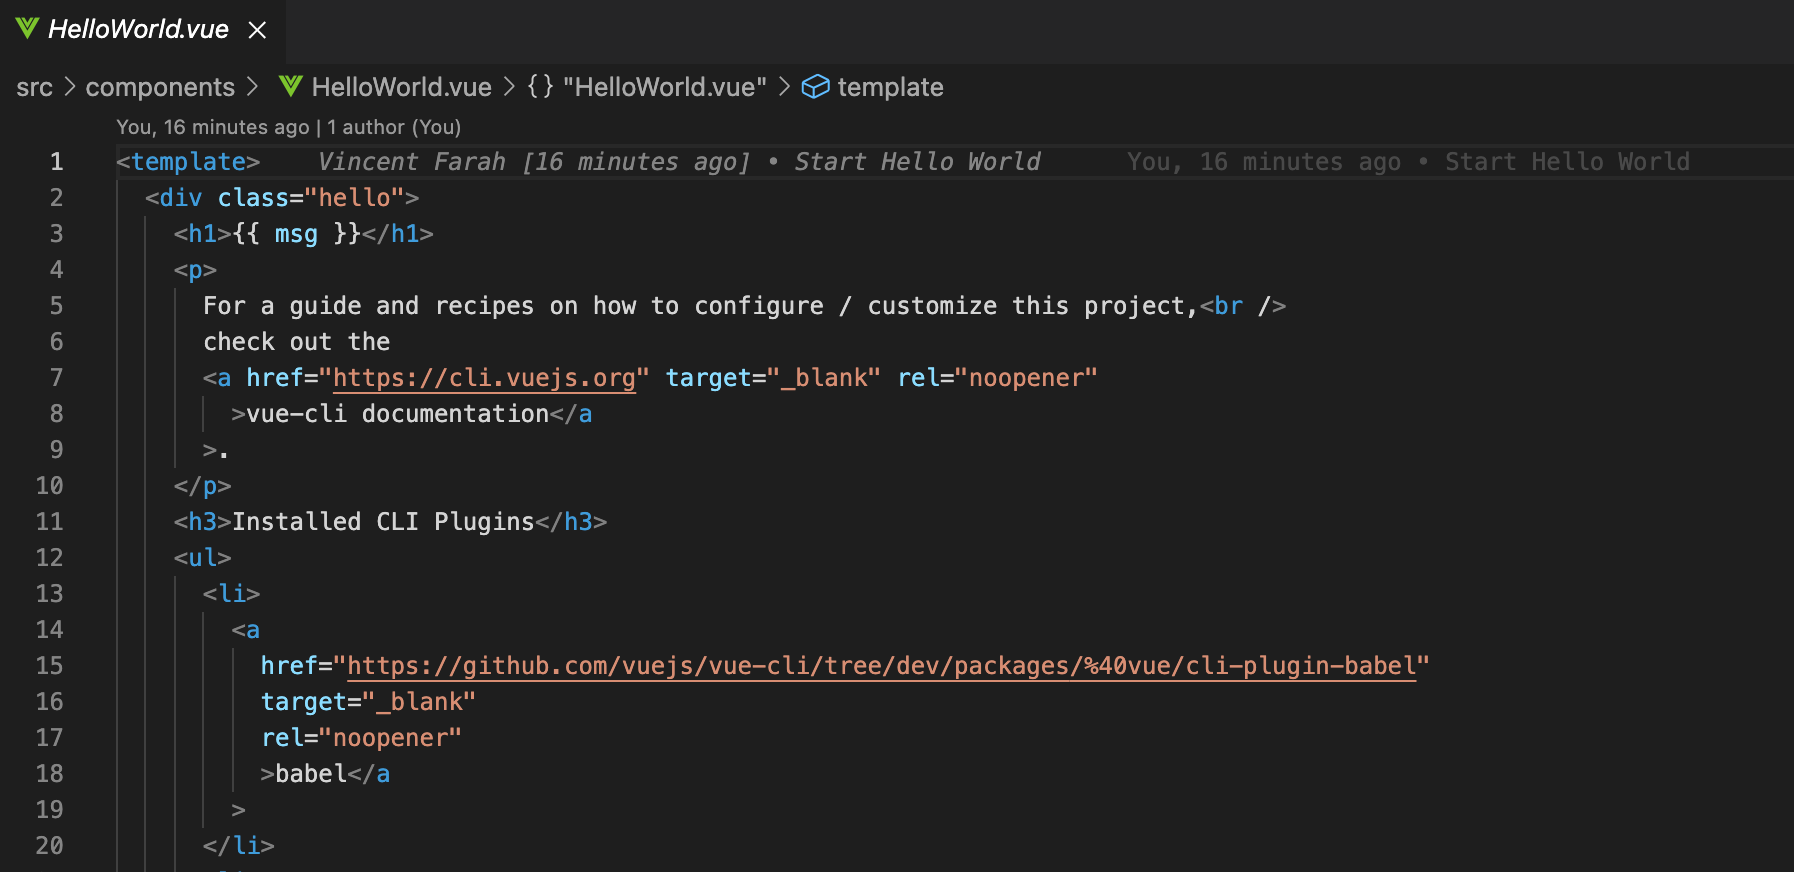 HelloWorld.vue
src > components > HelloWorld.vue > {} "HelloWorld.vue" > template
You, 16 minutes ago | 1 author (You)
1 <template> Vincent Farah [16 minutes ago] • Start Hello World You, 16 minutes ago • Start Hello World
2 <div class="hello">
3 <h1>{{ msg }}</h1>
4 <p>
5 For a guide and recipes on how to configure / customize this project,<br />
6 check out the
7 <a href="https://cli.vuejs.org" target="_blank" rel="noopener"
8 >vue-cli documentation</a
9 >.
10 </p>
11 <h3>Installed CLI Plugins</h3>
12 <ul>
13 <li>
14 <a
15 href="https://github.com/vuejs/vue-cli/tree/dev/packages/%40vue/cli-plugin-babel"
16 target="_blank"
17 rel="noopener"
18 >babel</a
19 >
20 </li>